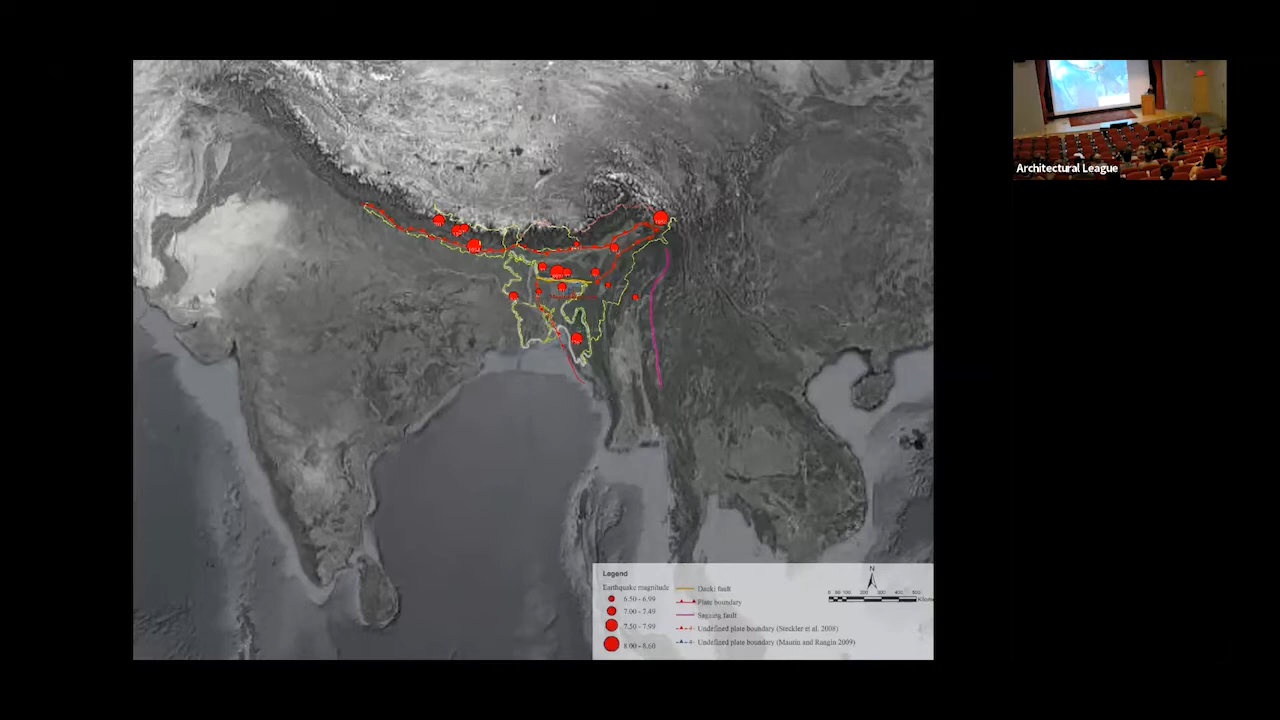 Architectural League
Legend
Earthquake magnitude
6.50 - 6.99
7.00 - 7.49
7.50 - 7.99
8.00 - 8.60
Dauki fault
Plate boundary
Sagaing fault
Undefined plate boundary (Steckler et al. 2008)
Undefined plate boundary (Maurin and Rangin 2009)
N